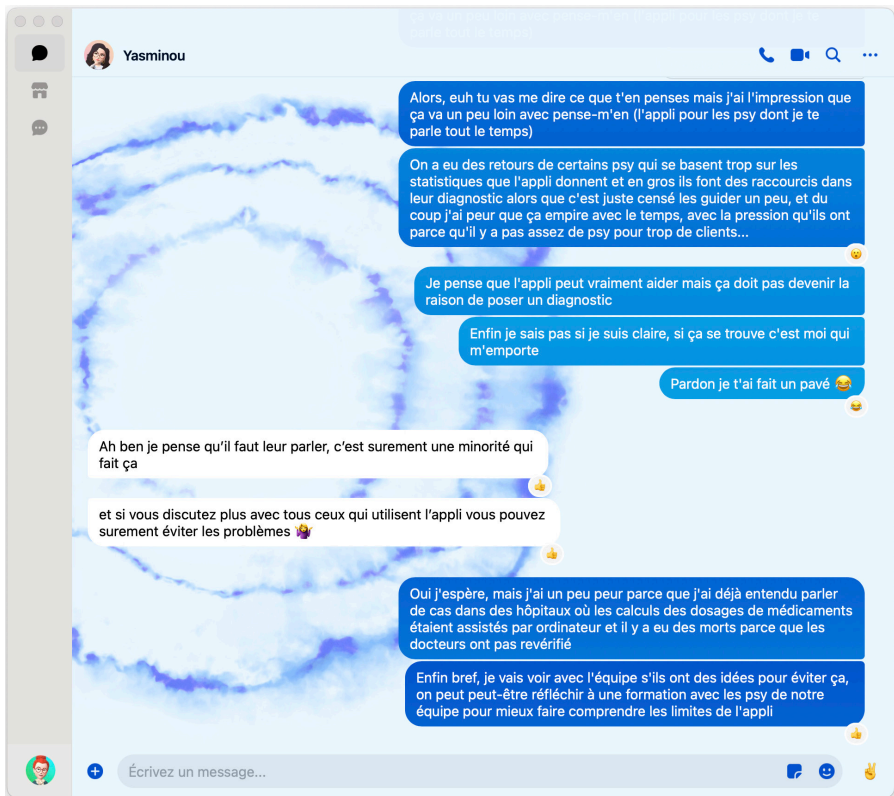 Yasminou
Alors, euh tu vas me dire ce que t'en penses mais j'ai l'impression que
ça va un peu loin avec pense-m'en (l'appli pour les psy dont je te
parle tout le temps)
On a eu des retours de certains psy qui se basent trop sur les
statistiques que l'appli donnent et en gros ils font des raccourcis dans
leur diagnostic alors que c'est juste censé les guider un peu, et du
coup j'ai peur que ça empire avec le temps, avec la pression qu'ils ont
parce qu'il y a pas assez de psy pour trop de clients...
Je pense que l'appli peut vraiment aider mais ça doit pas devenir la
raison de poser un diagnostic
Enfin je sais pas si je suis claire, si ça se trouve c'est moi qui
m'emporte
Pardon je t'ai fait un pavé 😂
Ah ben je pense qu’il faut leur parler, c’est surement une minorité qui
fait ça
et si vous discutez plus avec tous ceux qui utilisent l’appli vous pouvez
surement éviter les problèmes 🤷‍♀️
Oui j'espère, mais j'ai un peu peur parce que j'ai déjà entendu parler
de cas dans des hôpitaux où les calculs des dosages de médicaments
étaient assistés par ordinateur et il y a eu des morts parce que les
docteurs ont pas revérifié
Enfin bref, je vais voir avec l'équipe s'ils ont des idées pour éviter ça,
on peut peut-être réfléchir à une formation avec les psy de notre
équipe pour mieux faire comprendre les limites de l'appli
Écrivez un message...